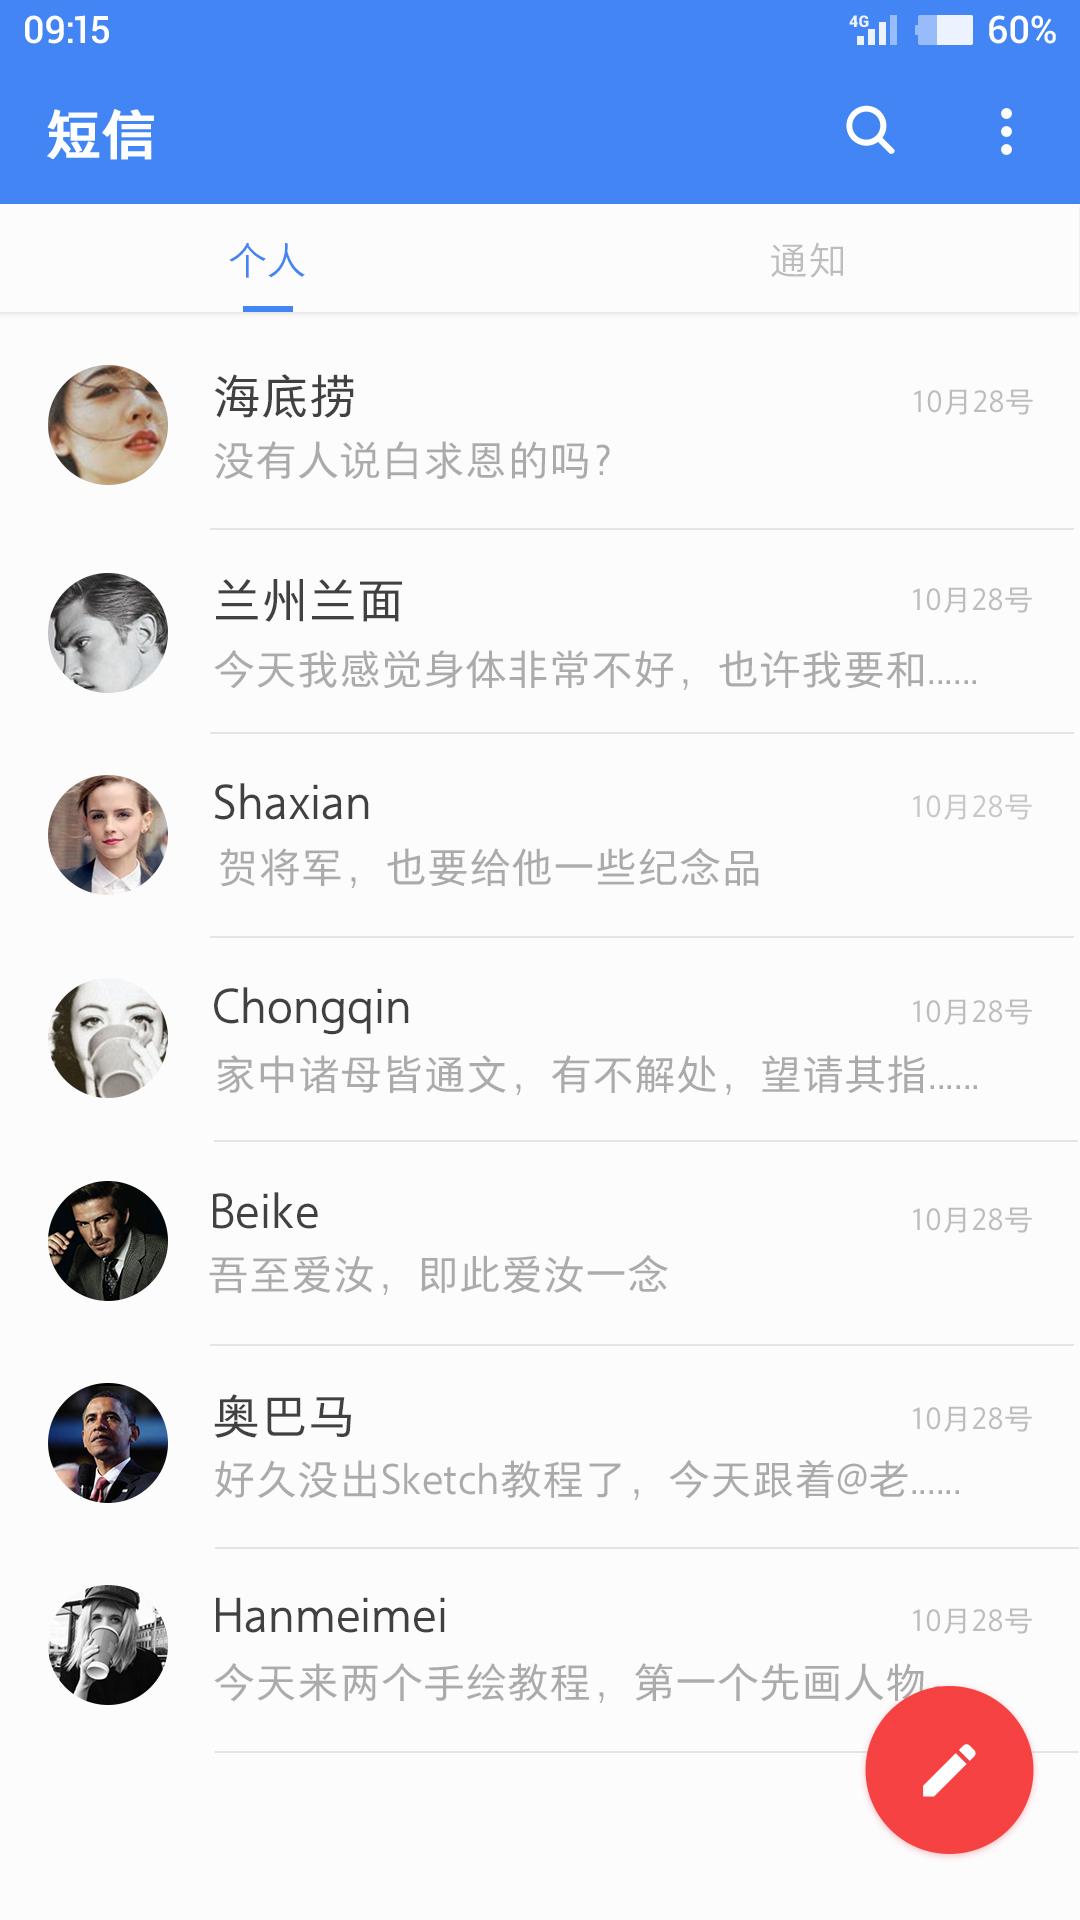 09:15
4G
60%
短信
个人
通知
海底捞
10月28号
没有人说白求恩的吗?
兰州兰面
10月28号
今天我感觉身体非常不好，也许我要和......
Shaxian
10月28号
贺将军，也要给他一些纪念品
Chongqin
10月28号
家中诸母皆通文，有不解处，望请其指......
Beike
10月28号
吾至爱汝，即此爱汝一念
奥巴马
10月28号
好久没出Sketch教程了，今天跟着@老......
Hanmeimei
10月28号
今天来两个手绘教程，第一个先画人物